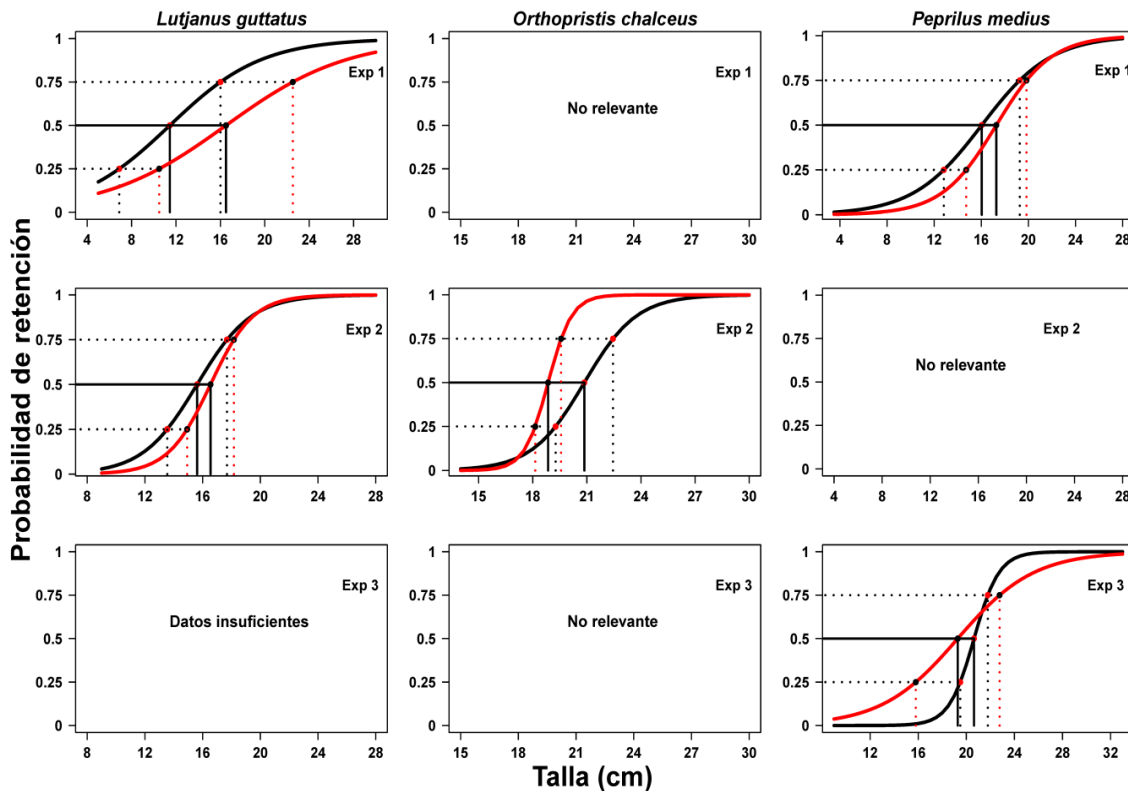 Lutjanus guttatus
Orthopristis chalceus
Peprilus medius
Probabilidad de retención
1
0.75
0.5
0.25
0
Exp 1
4 8 12 16 20 24 28
1
0.75
0.5
0.25
0
Exp 1
No relevante
15 18 21 24 27 30
1
0.75
0.5
0.25
0
Exp 1
4 8 12 16 20 24 28
1
0.75
0.5
0.25
0
Exp 2
8 12 16 20 24 28
1
0.75
0.5
0.25
0
Exp 2
15 18 21 24 27 30
1
0.75
0.5
0.25
0
Exp 2
No relevante
4 8 12 16 20 24 28
1
0.75
0.5
0.25
0
Exp 3
Datos insuficientes
8 12 16 20 24 28
1
0.75
0.5
0.25
0
Exp 3
No relevante
15 18 21 24 27 30
1
0.75
0.5
0.25
0
Exp 3
12 16 20 24 28 32
Talla (cm)